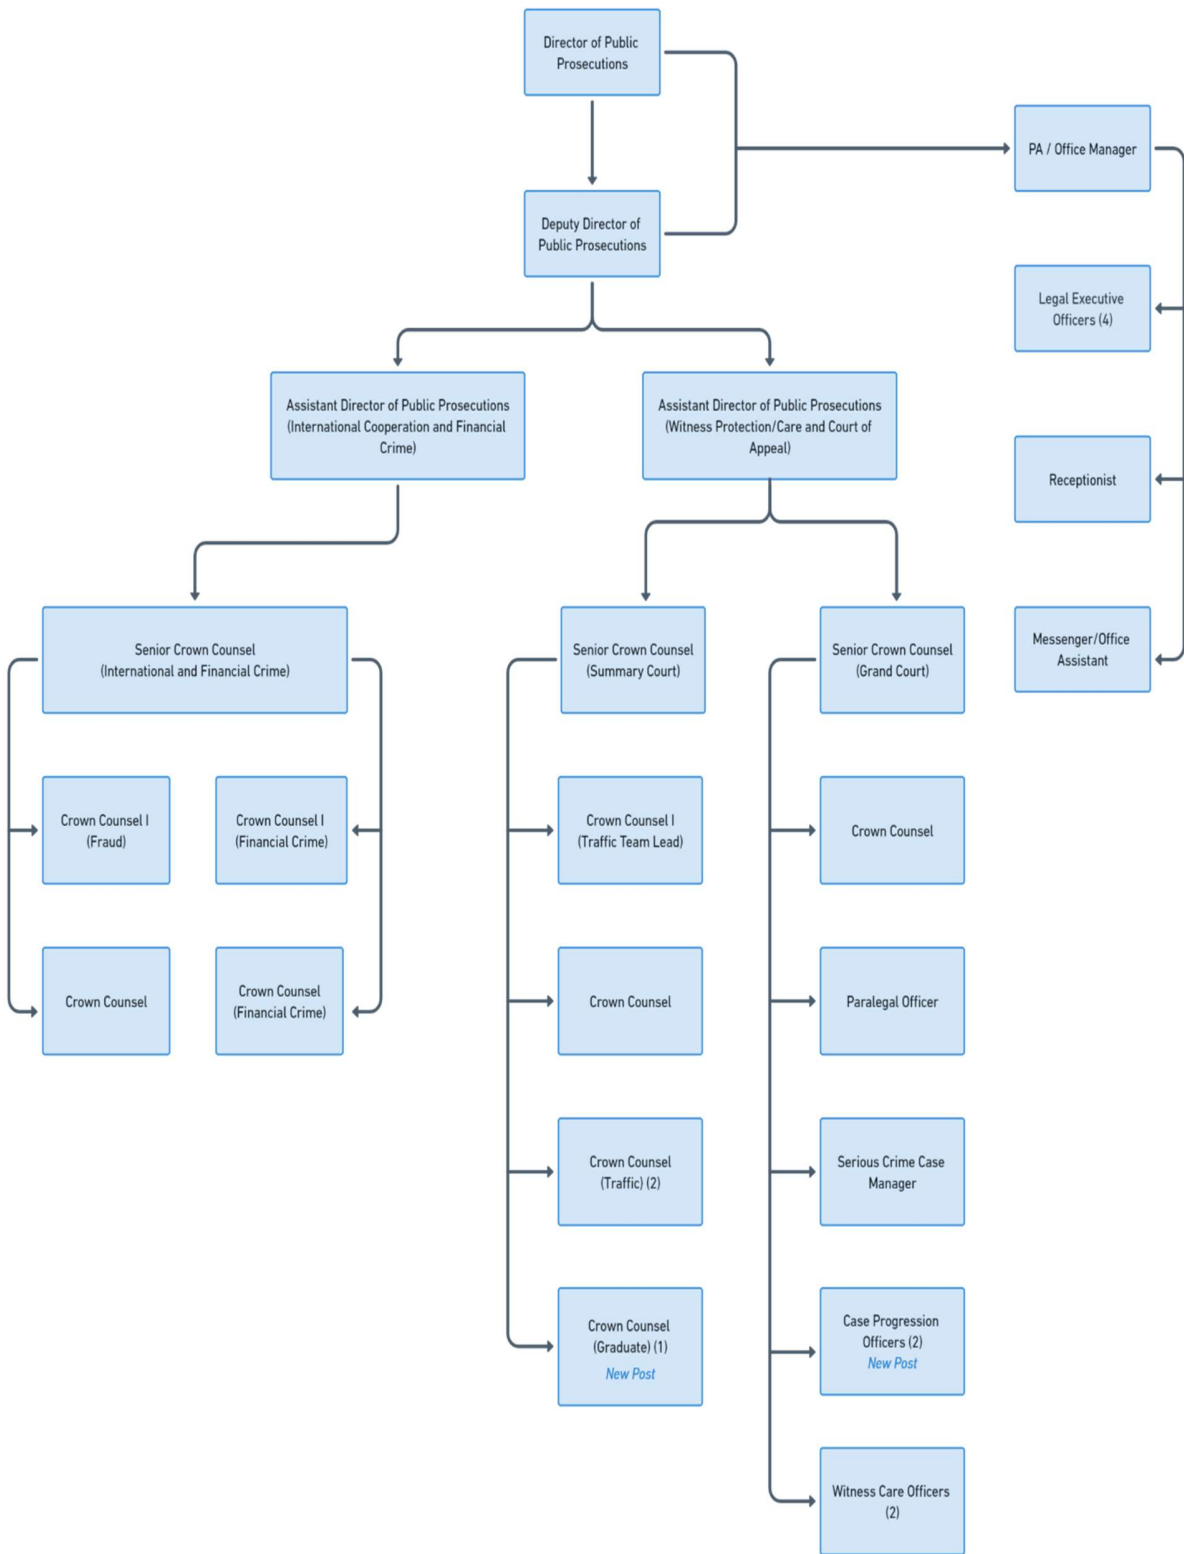 Director of Public
Prosecutions
PA / Office Manager
Deputy Director of
Public Prosecutions
Legal Executive
Officers (4)
Assistant Director of Public Prosecutions
(International Cooperation and Financial
Crime)
Assistant Director of Public Prosecutions
(Witness Protection/Care and Court of
Appeal)
Receptionist
Senior Crown Counsel
(International and Financial Crime)
Senior Crown Counsel
(Summary Court)
Senior Crown Counsel
(Grand Court)
Messenger/Office
Assistant
Crown Counsel I
(Fraud)
Crown Counsel I
(Financial Crime)
Crown Counsel I
(Traffic Team Lead)
Crown Counsel
Crown Counsel
Crown Counsel
(Financial Crime)
Crown Counsel
Paralegal Officer
Crown Counsel
(Traffic) (2)
Serious Crime Case
Manager
Crown Counsel
(Graduate) (1)
New Post
Case Progression
Officers (2)
New Post
Witness Care Officers
(2)